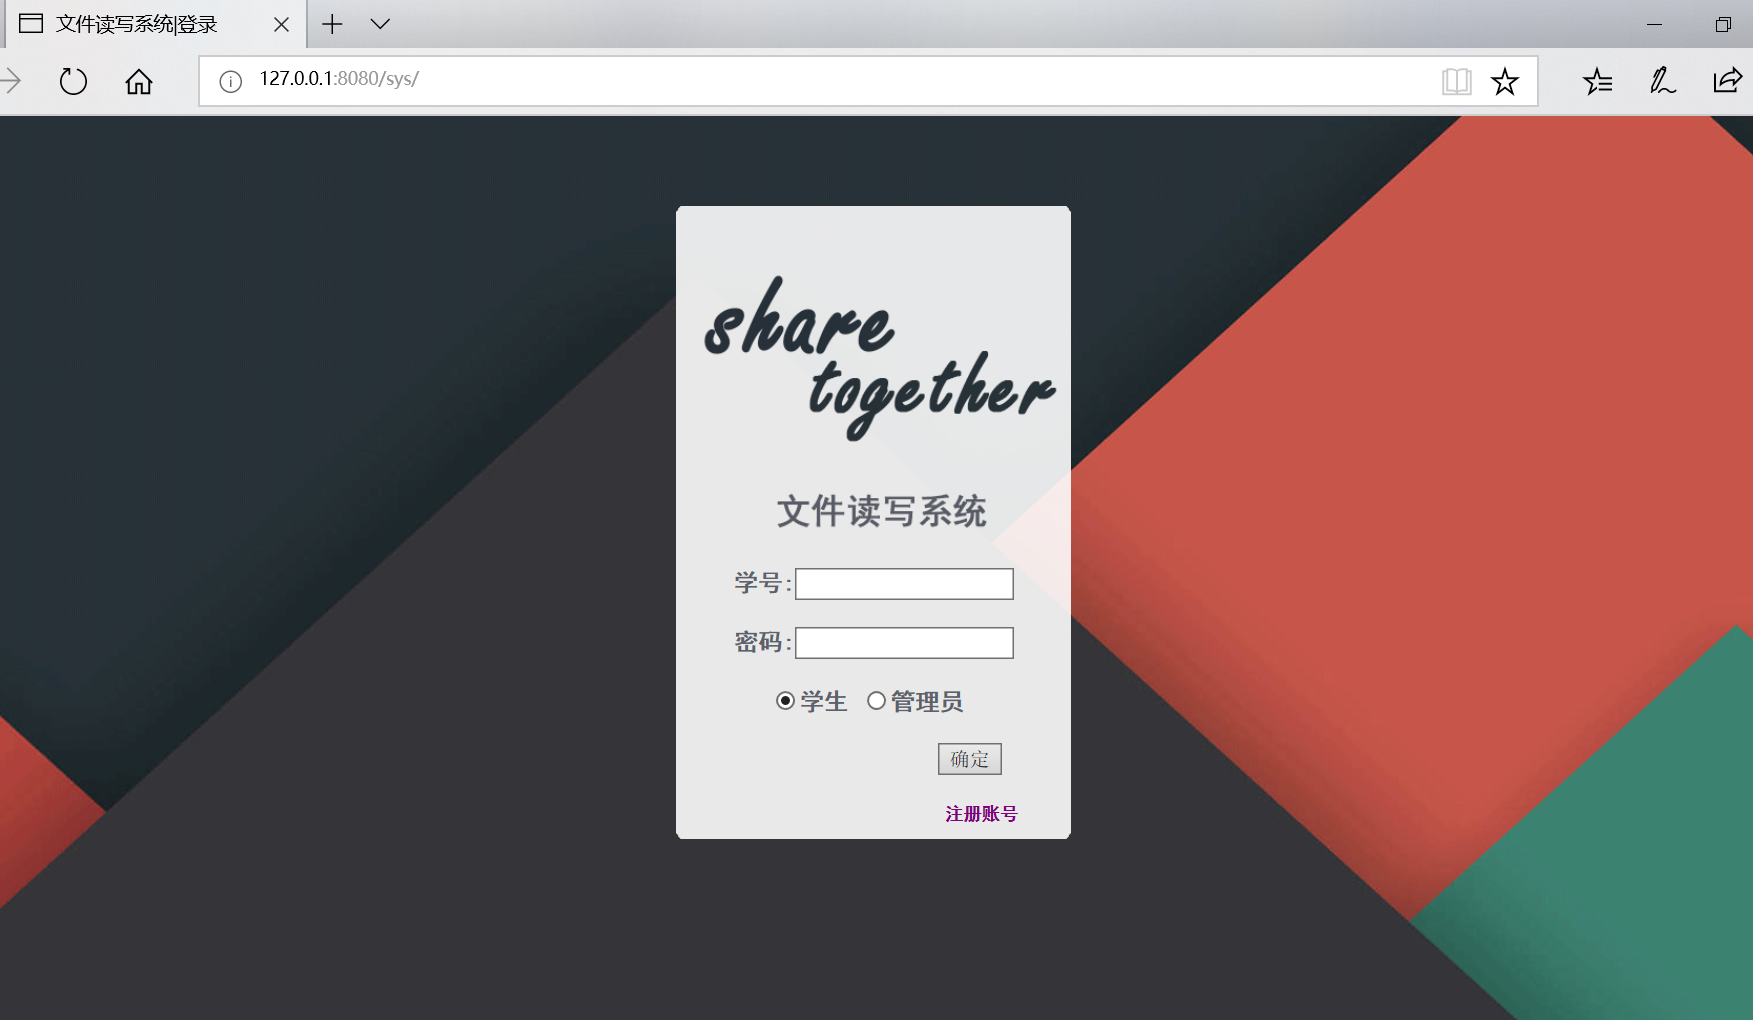 文件读写系统|登录
127.0.0.1:8080/sys/
share
together
文件读写系统
学号:
密码:
学生 管理员
确定
注册账号